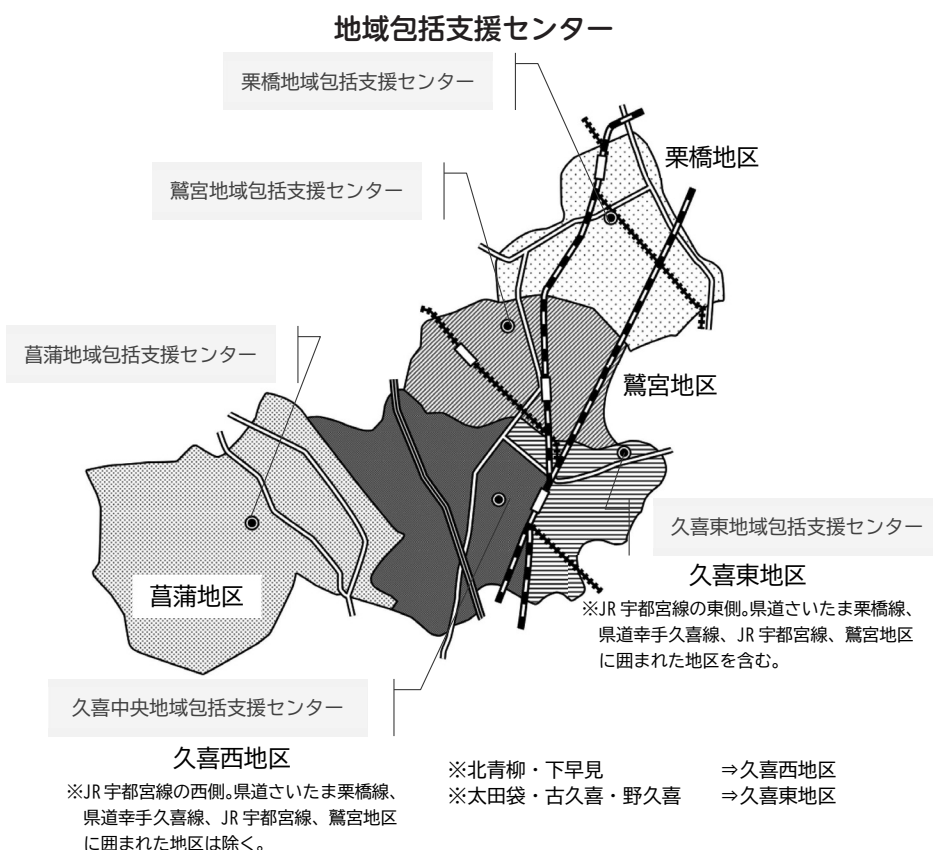 地域包括支援センター
栗橋地域包括支援センター
栗橋地区
鷲宮地域包括支援センター
菖蒲地域包括支援センター
鷲宮地区
久喜東地域包括支援センター
久喜東地区
※JR宇都宮線の東側。県道さいたま栗橋線、
県道幸手久喜線、JR宇都宮線、鷲宮地区
に囲まれた地区を含む。
菖蒲地区
久喜中央地域包括支援センター
久喜西地区
※JR宇都宮線の西側。県道さいたま栗橋線、
県道幸手久喜線、JR宇都宮線、鷲宮地区
に囲まれた地区は除く。
※北青柳・下早見 ⇒久喜西地区
※太田袋・古久喜・野久喜 ⇒久喜東地区